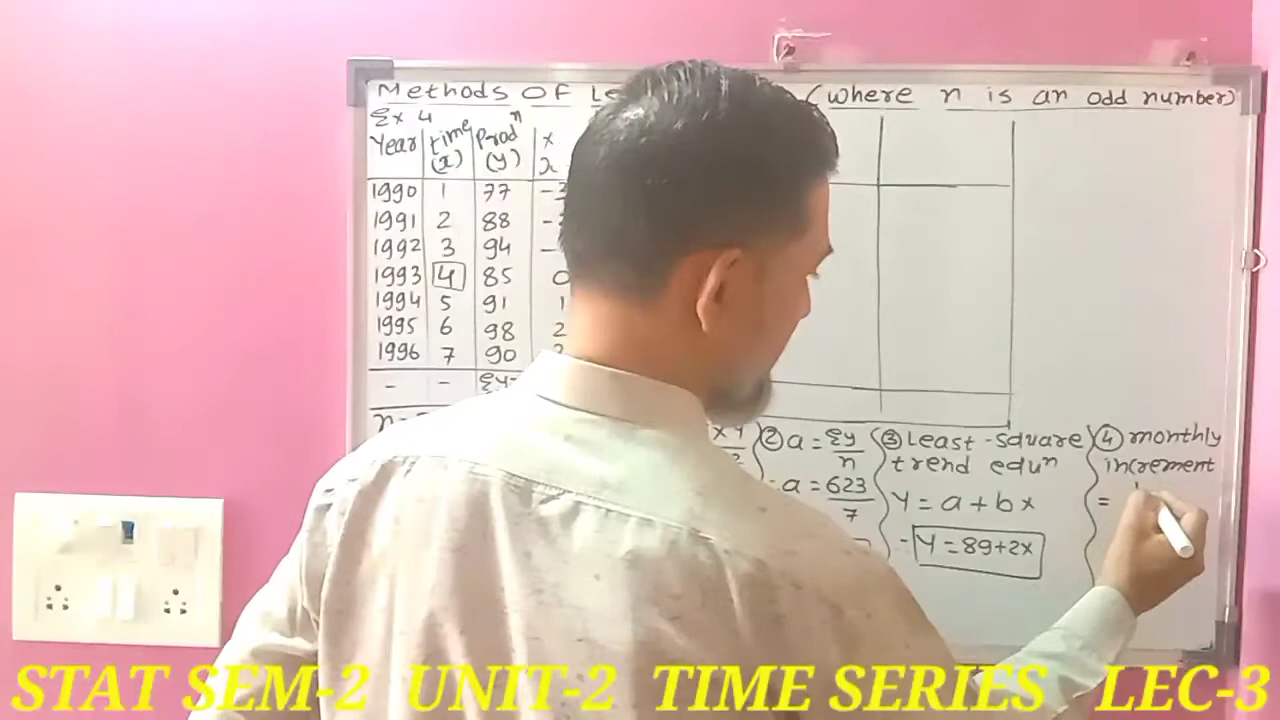 Methods OF Le (where n is an odd number)
Ex 4
Year time (x) Prodⁿ (y) x
1990 1 77
1991 2 88
1992 3 94
1993 4 85 0
1994 5 91 1
1995 6 98 2
1996 7 90
- - Σy=
② a = Σy/n
a = 623/7
③ Least-square
trend eduⁿ
Y = a + bx
Y = 89+2x
④ monthly
increment
=
STAT SEM-2 UNIT-2 TIME SERIES LEC-3